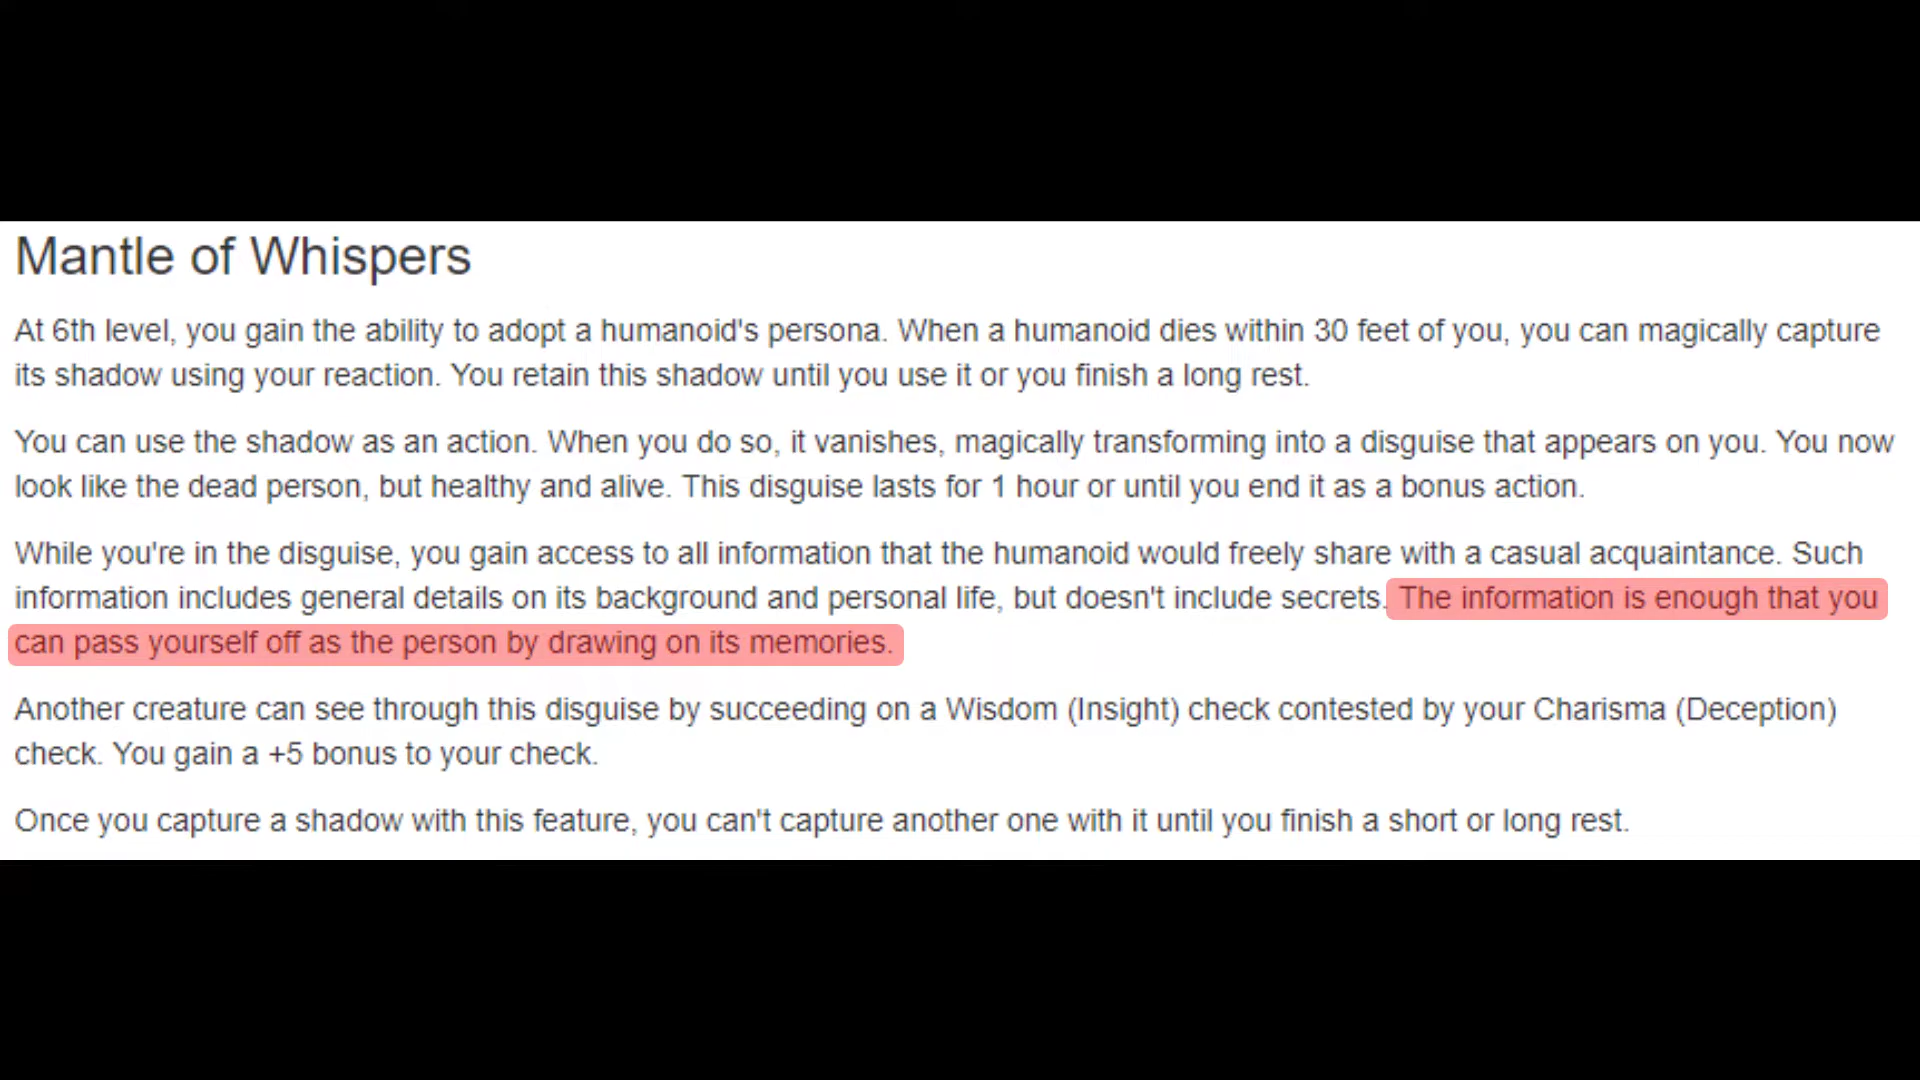 Mantle of Whispers
At 6th level, you gain the ability to adopt a humanoid's persona. When a humanoid dies within 30 feet of you, you can magically capture
its shadow using your reaction. You retain this shadow until you use it or you finish a long rest.
You can use the shadow as an action. When you do so, it vanishes, magically transforming into a disguise that appears on you. You now
look like the dead person, but healthy and alive. This disguise lasts for 1 hour or until you end it as a bonus action.
While you're in the disguise, you gain access to all information that the humanoid would freely share with a casual acquaintance. Such
information includes general details on its background and personal life, but doesn't include secrets. The information is enough that you
can pass yourself off as the person by drawing on its memories.
Another creature can see through this disguise by succeeding on a Wisdom (Insight) check contested by your Charisma (Deception)
check. You gain a +5 bonus to your check.
Once you capture a shadow with this feature, you can't capture another one with it until you finish a short or long rest.